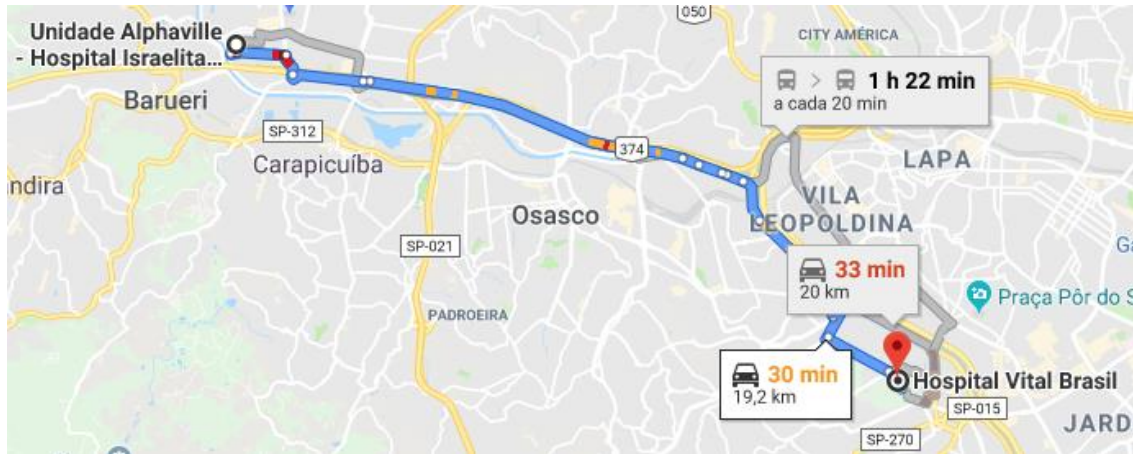 050
Unidade Alphaville
- Hospital Israelita...
CITY AMÉRICA
1 h 22 min
a cada 20 min
Barueri
SP-312
Carapicuíba
374
LAPA
andira
VILA
LEOPOLDINA
Osasco
SP-021
33 min
20 km
Praça Pôr do S
PADROEIRA
30 min
19,2 km
Hospital Vital Brasil
SP-015
JARD
SP-270